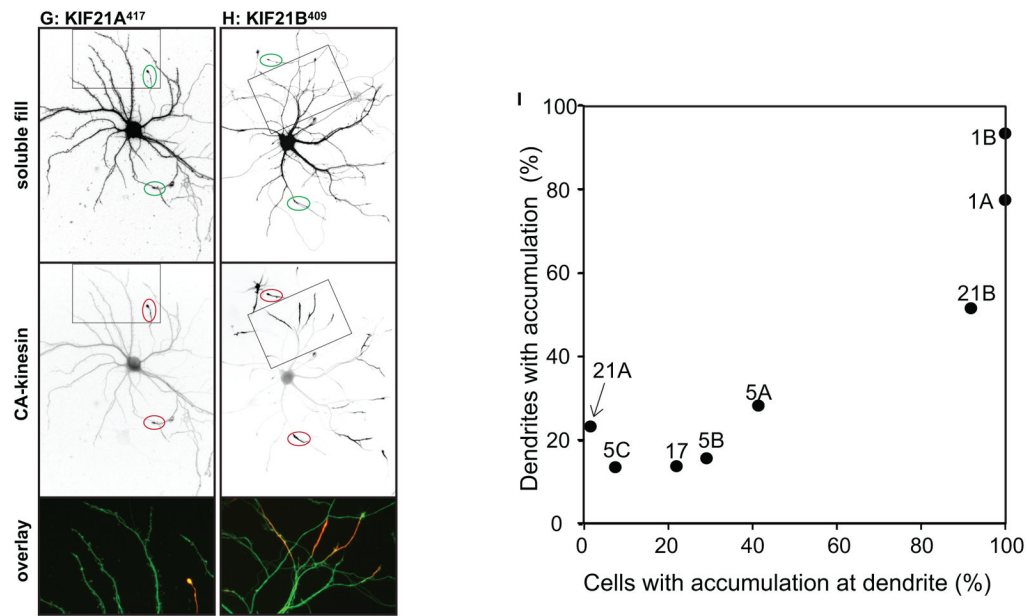 G: KIF21A⁴¹⁷
H: KIF21B⁴⁰⁹
soluble fill
CA-kinesin
overlay
I
Dendrites with accumulation (%)
100
80
60
40
20
0
1B
1A
21B
21A
5A
5C
17
5B
0
20
40
60
80
100
Cells with accumulation at dendrite (%)